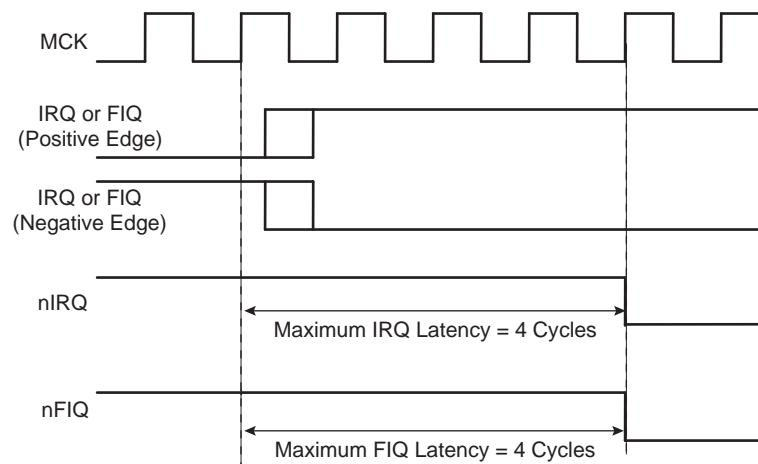 MCK
IRQ or FIQ
(Positive Edge)
IRQ or FIQ
(Negative Edge)
nIRQ
Maximum IRQ Latency = 4 Cycles
nFIQ
Maximum FIQ Latency = 4 Cycles